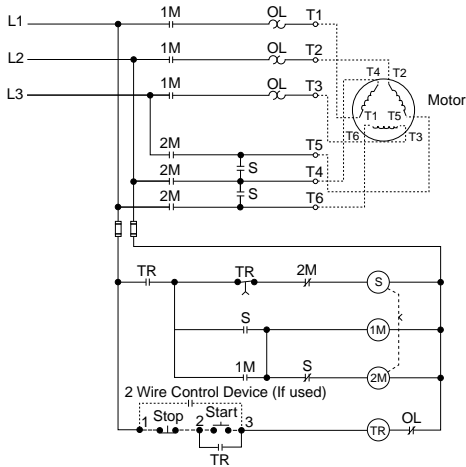 L1 1M OL T1
L2 1M OL T2
T4 T2
L3 1M OL T3
Motor
T1 T5
T6 T3
2M T5
S
2M T4
S
2M T6
TR TR 2M S
S 1M
1M S 2M
2 Wire Control Device (If used)
1 Stop 2 Start 3
TR OL
TR